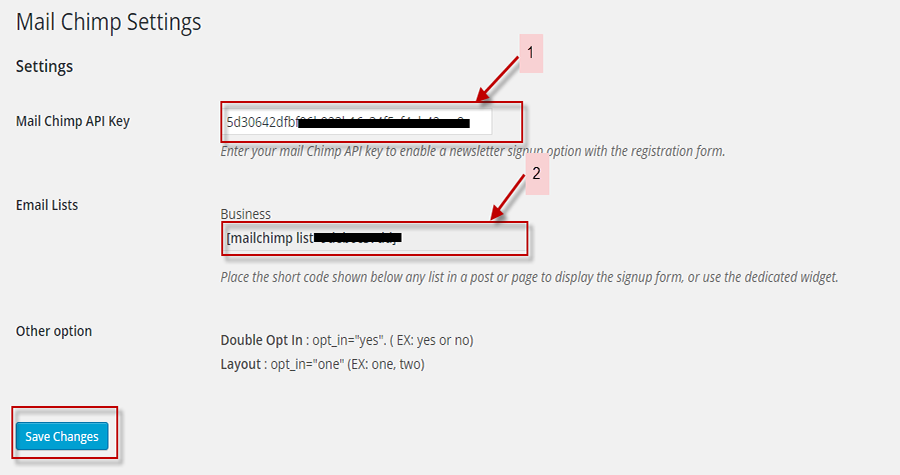 Mail Chimp Settings
Settings
1
Mail Chimp API Key
5d30642dfbf
Enter your mail Chimp API key to enable a newsletter signup option with the registration form.
2
Email Lists
Business
[mailchimp list
Place the short code shown below any list in a post or page to display the signup form, or use the dedicated widget.
Other option
Double Opt In : opt_in="yes". ( EX: yes or no)
Layout : opt_in="one" (EX: one, two)
Save Changes